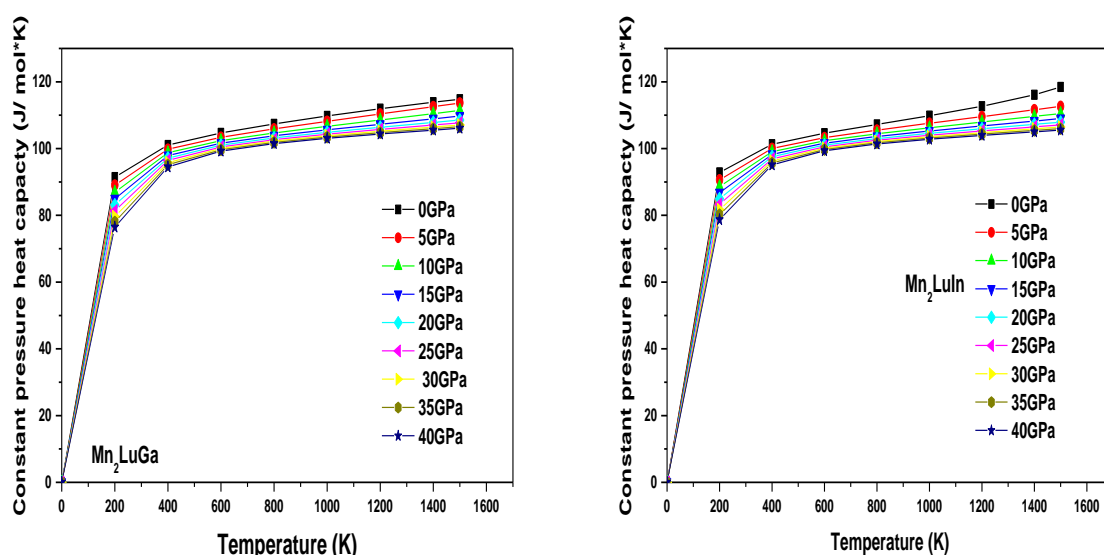 Constant pressure heat capacty (J/ mol*K)
120
100
80
60
40
20
0
0GPa
5GPa
10GPa
15GPa
20GPa
25GPa
30GPa
35GPa
40GPa
Mn₂LuGa
0 200 400 600 800 1000 1200 1400 1600
Temperature (K)
Constant pressure heat capacity (J/ mol*K)
120
100
80
60
40
20
0
0GPa
5GPa
10GPa
15GPa
20GPa
25GPa
30GPa
35GPa
40GPa
Mn₂LuIn
0 200 400 600 800 1000 1200 1400 1600
Temperature (K)